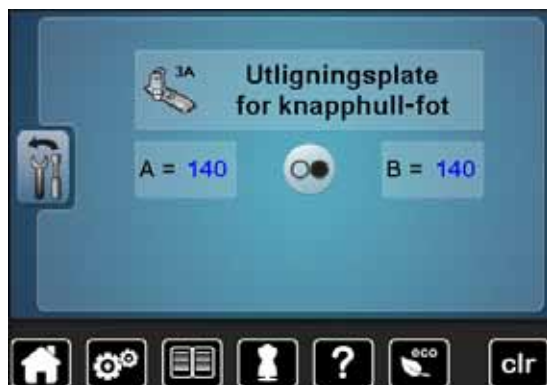 3A
Utligningsplate
for knapphull-fot
A = 140
B = 140
?
eco
clr